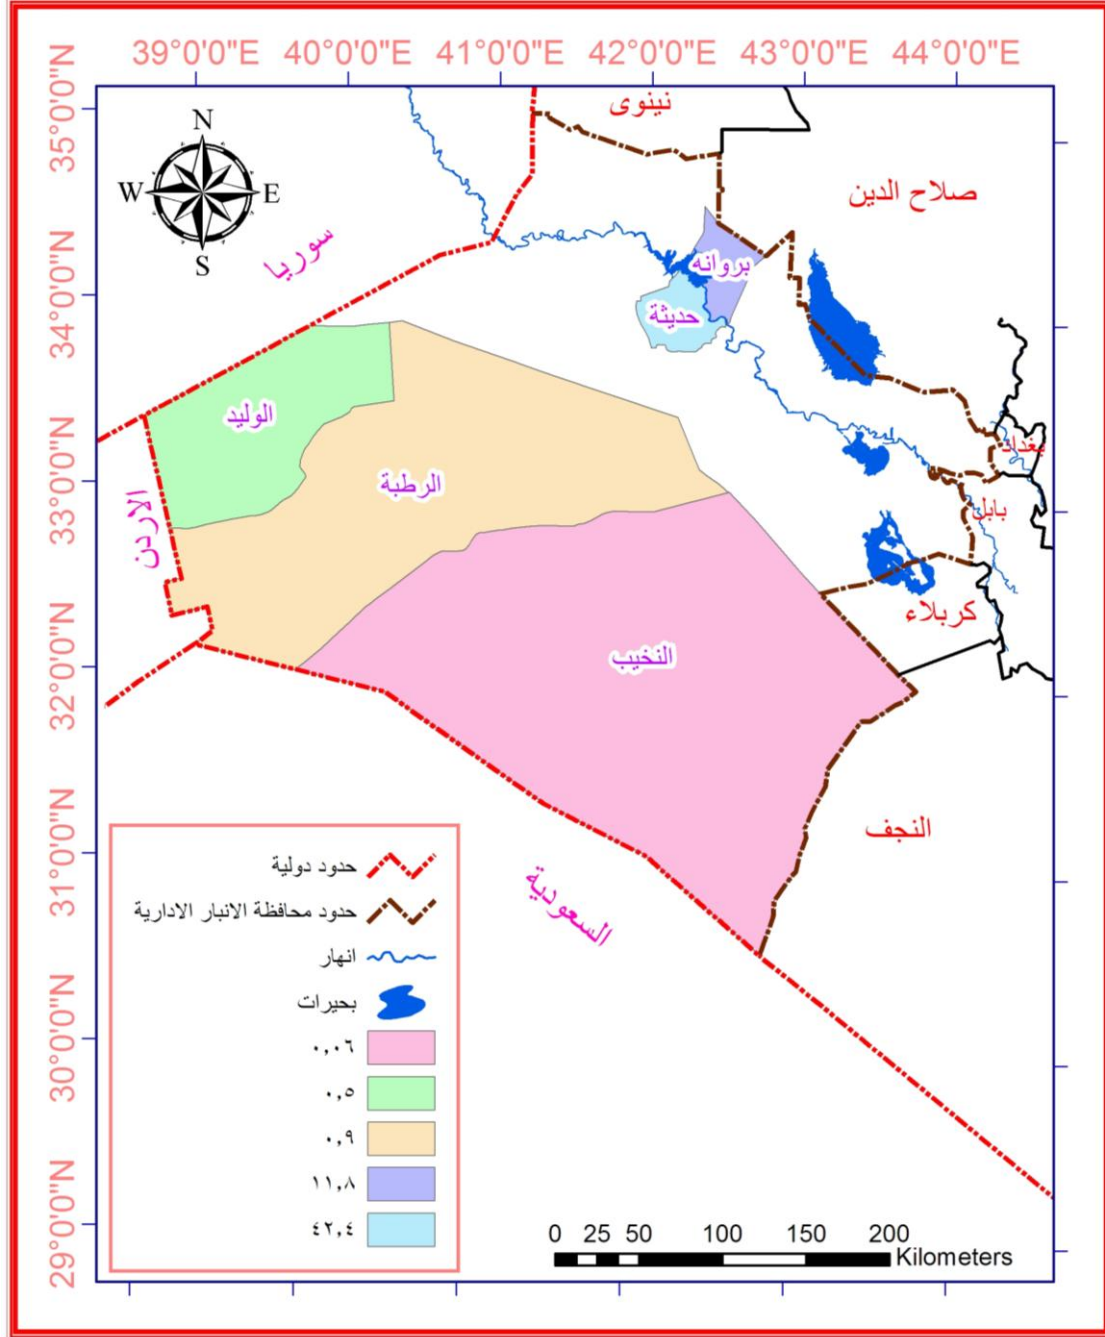 39°0'0"E 40°0'0"E 41°0'0"E 42°0'0"E 43°0'0"E 44°0'0"E
35°0'0"N
34°0'0"N
33°0'0"N
32°0'0"N
31°0'0"N
30°0'0"N
29°0'0"N
N
W E
S
نينوى
صلاح الدين
سوريا
بروانه
حديثة
الوليد
الرطبة
بغداد
بابل
الاردن
كربلاء
النخيب
النجف
السعودية
حدود دولية
حدود محافظة الانبار الادارية
انهار
بحيرات
٠,٠٦
٠,٥
٠,٩
١١,٨
٤٢,٤
0 25 50 100 150 200
Kilometers